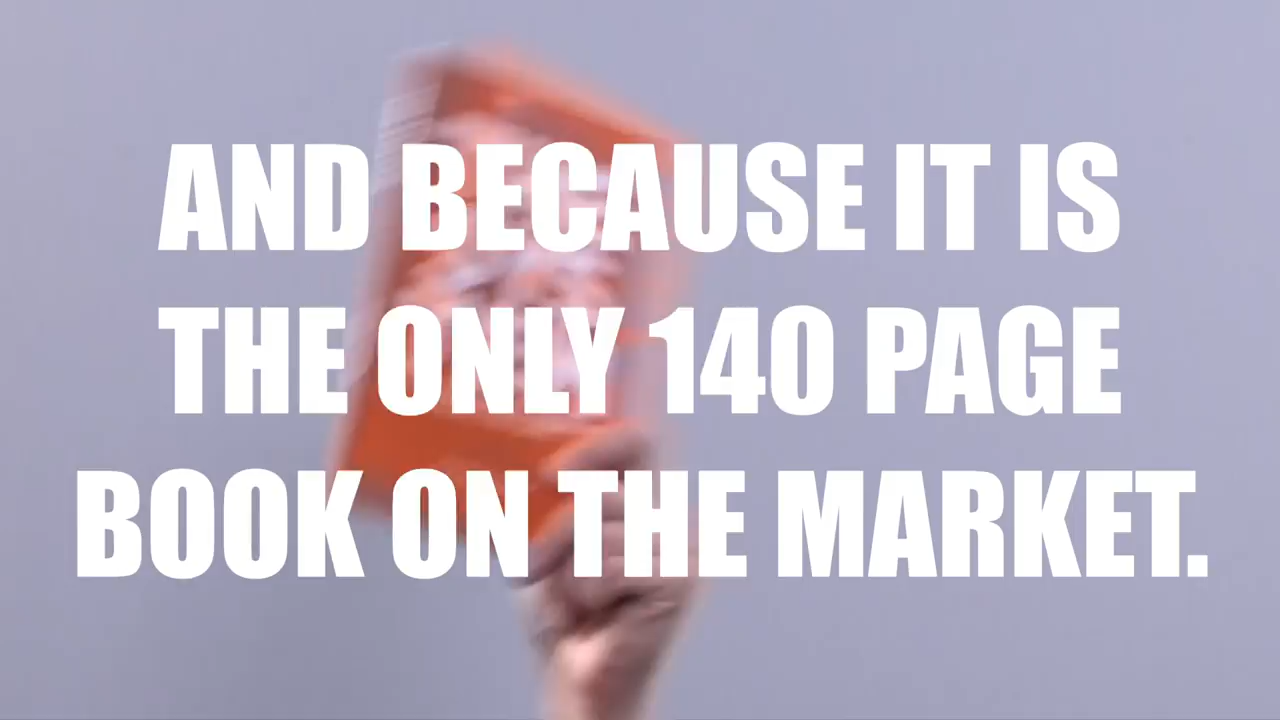 AND BECAUSE IT IS
THE ONLY 140 PAGE
BOOK ON THE MARKET.